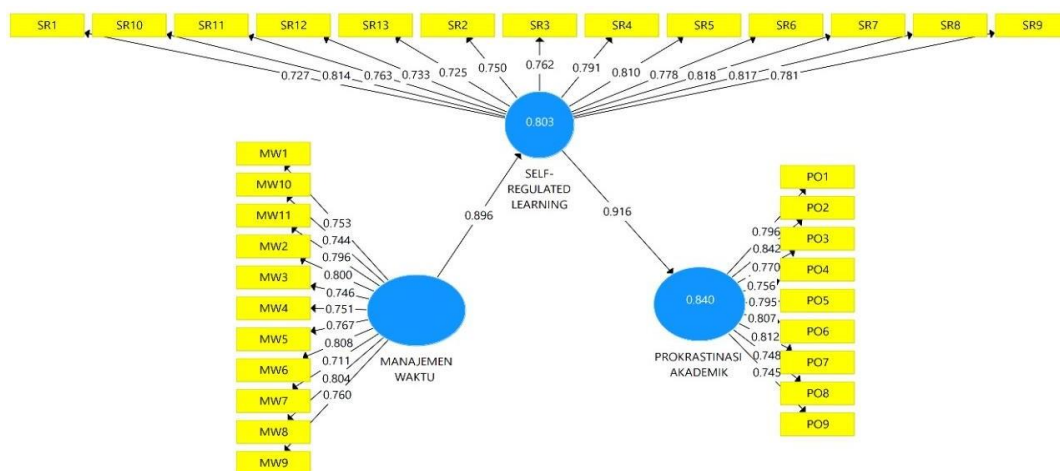 SR1 SR10 SR11 SR12 SR13 SR2 SR3 SR4 SR5 SR6 SR7 SR8 SR9
0.727 0.814 0.763 0.733 0.725 0.750 0.762 0.791 0.810 0.778 0.818 0.817 0.781
0.803
SELF-
REGULATED
LEARNING
0.896
0.916
MW1
MW10
MW11
MW2
MW3
MW4
MW5
MW6
MW7
MW8
MW9
0.753
0.744
0.796
0.800
0.746
0.751
0.767
0.808
0.711
0.804
0.760
MANAJEMEN
WAKTU
0.840
PROKRASTINASI
AKADEMIK
0.796
0.842
0.770
0.756
0.795
0.807
0.812
0.748
0.745
PO1
PO2
PO3
PO4
PO5
PO6
PO7
PO8
PO9